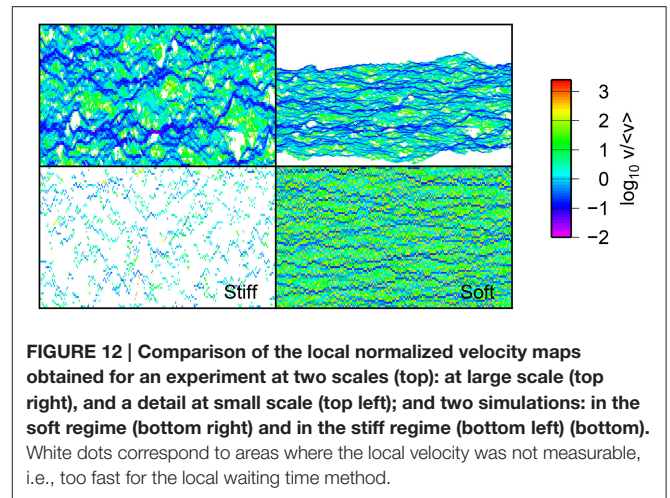 Stiff
Soft
3
2
1
0
−1
−2
log10 v/<v>
FIGURE 12 | Comparison of the local normalized velocity maps
obtained for an experiment at two scales (top): at large scale (top
right), and a detail at small scale (top left); and two simulations: in the
soft regime (bottom right) and in the stiff regime (bottom left) (bottom).
White dots correspond to areas where the local velocity was not measurable,
i.e., too fast for the local waiting time method.